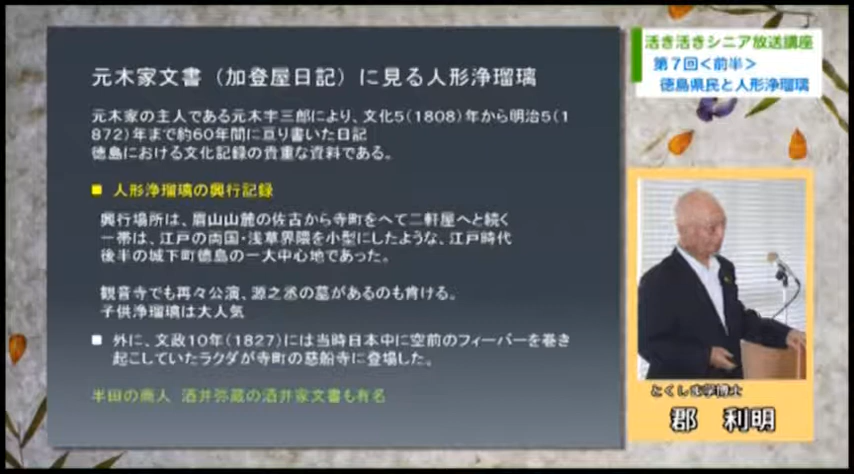 元木家文書（加登屋日記）に見る人形浄瑠璃
元木家の主人である元木宇三郎により、文化5（1808）年から明治5（1
872）年まで約60年間に亘り書いた日記
徳島における文化記録の貴重な資料である。
■ 人形浄瑠璃の興行記録
興行場所は、眉山山麓の佐古から寺町をへて二軒屋へと続く
一帯は、江戸の両国・浅草界隈を小型にしたような、江戸時代
後半の城下町徳島の一大中心地であった。
観音寺でも再々公演、源之丞の墓があるのも肯ける。
子供浄瑠璃は大人気
■ 外に、文政10年（1827）には当時日本中に空前のフィーバーを巻き
起こしていたラクダが寺町の慈船寺に登場した。
半田の商人 酒井弥蔵の酒井家文書も有名
活き活きシニア放送講座
第7回＜前半＞
徳島県民と人形浄瑠璃
とくしま学博士
郡 利明